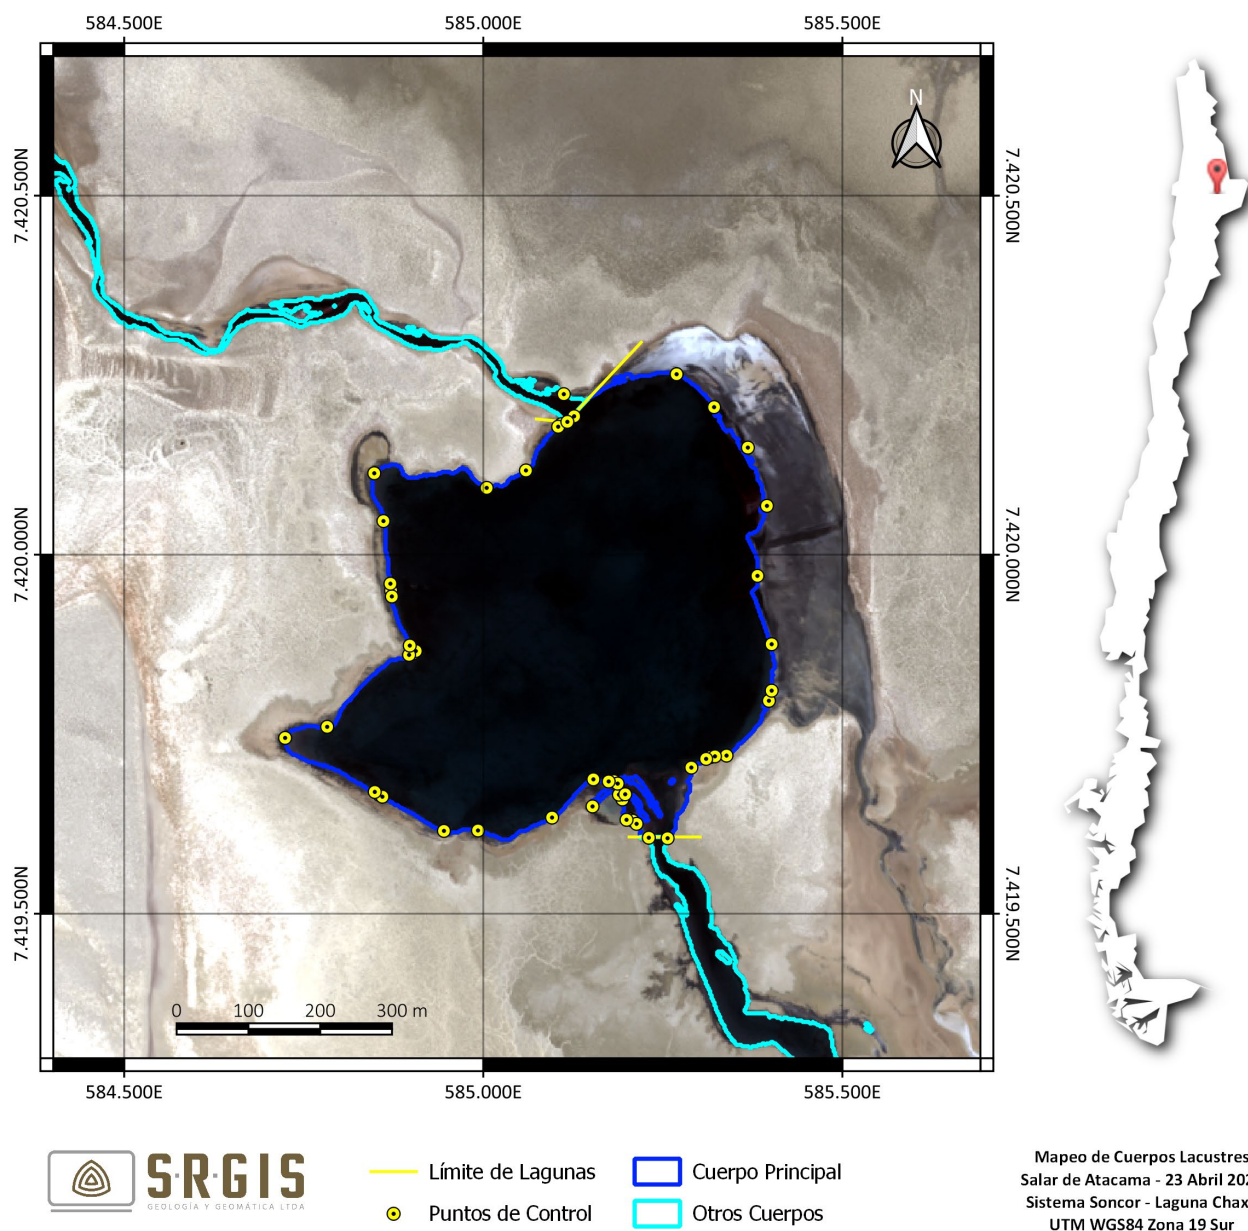 584.500E 585.000E 585.500E
N
7.420.500N 7.420.500N
7.420.000N 7.420.000N
7.419.500N 7.419.500N
0 100 200 300 m
584.500E 585.000E 585.500E
S·R·GIS
GEOLOGÍA Y GEOMÁTICA LTDA
Límite de Lagunas
Puntos de Control
Cuerpo Principal
Otros Cuerpos
Mapeo de Cuerpos Lacustres
Salar de Atacama - 23 Abril 202
Sistema Soncor - Laguna Chax
UTM WGS84 Zona 19 Sur